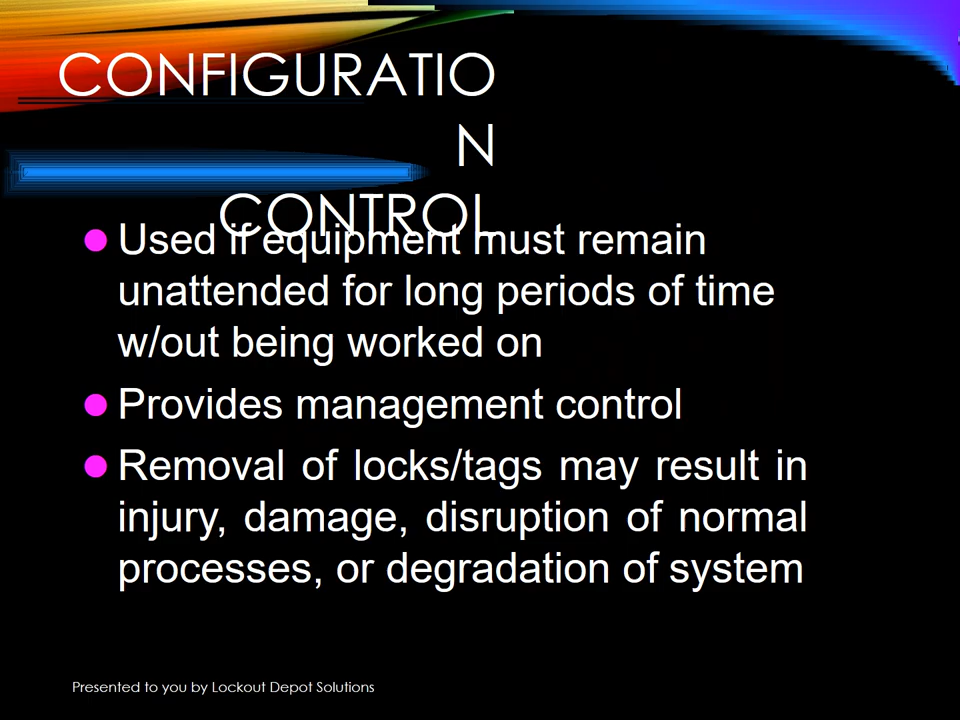 CONFIGURATIO
N
CONTROL
Used if equipment must remain
unattended for long periods of time
w/out being worked on
Provides management control
Removal of locks/tags may result in
injury, damage, disruption of normal
processes, or degradation of system
Presented to you by Lockout Depot Solutions